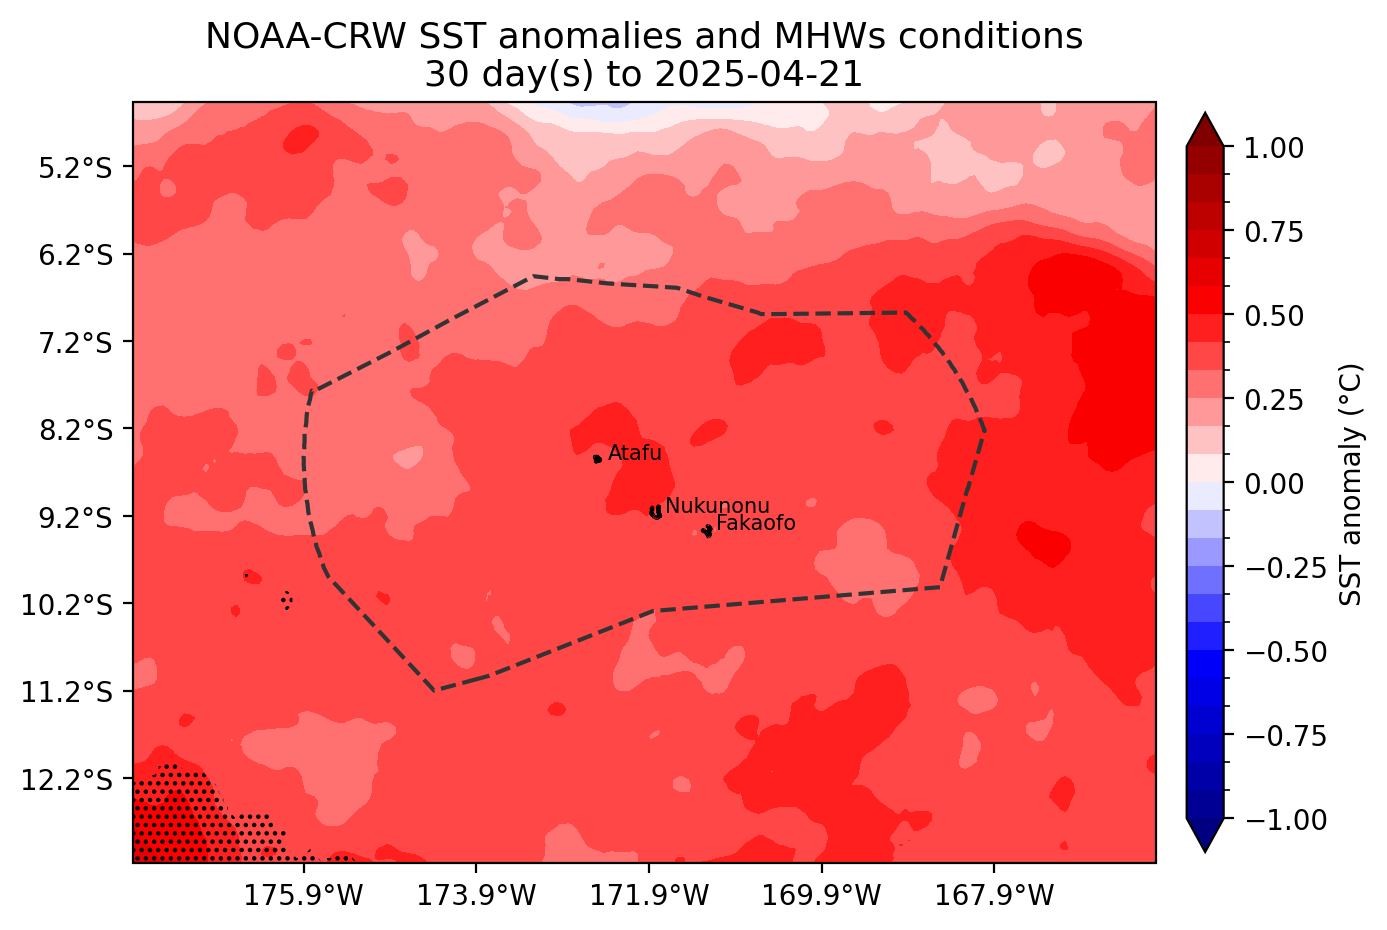 NOAA-CRW SST anomalies and MHWs conditions
30 day(s) to 2025-04-21
5.2°S
6.2°S
7.2°S
8.2°S
9.2°S
10.2°S
11.2°S
12.2°S
Atafu
Nukunonu
Fakaofo
175.9°W
173.9°W
171.9°W
169.9°W
167.9°W
1.00
0.75
0.50
0.25
0.00
−0.25
−0.50
−0.75
−1.00
SST anomaly (°C)